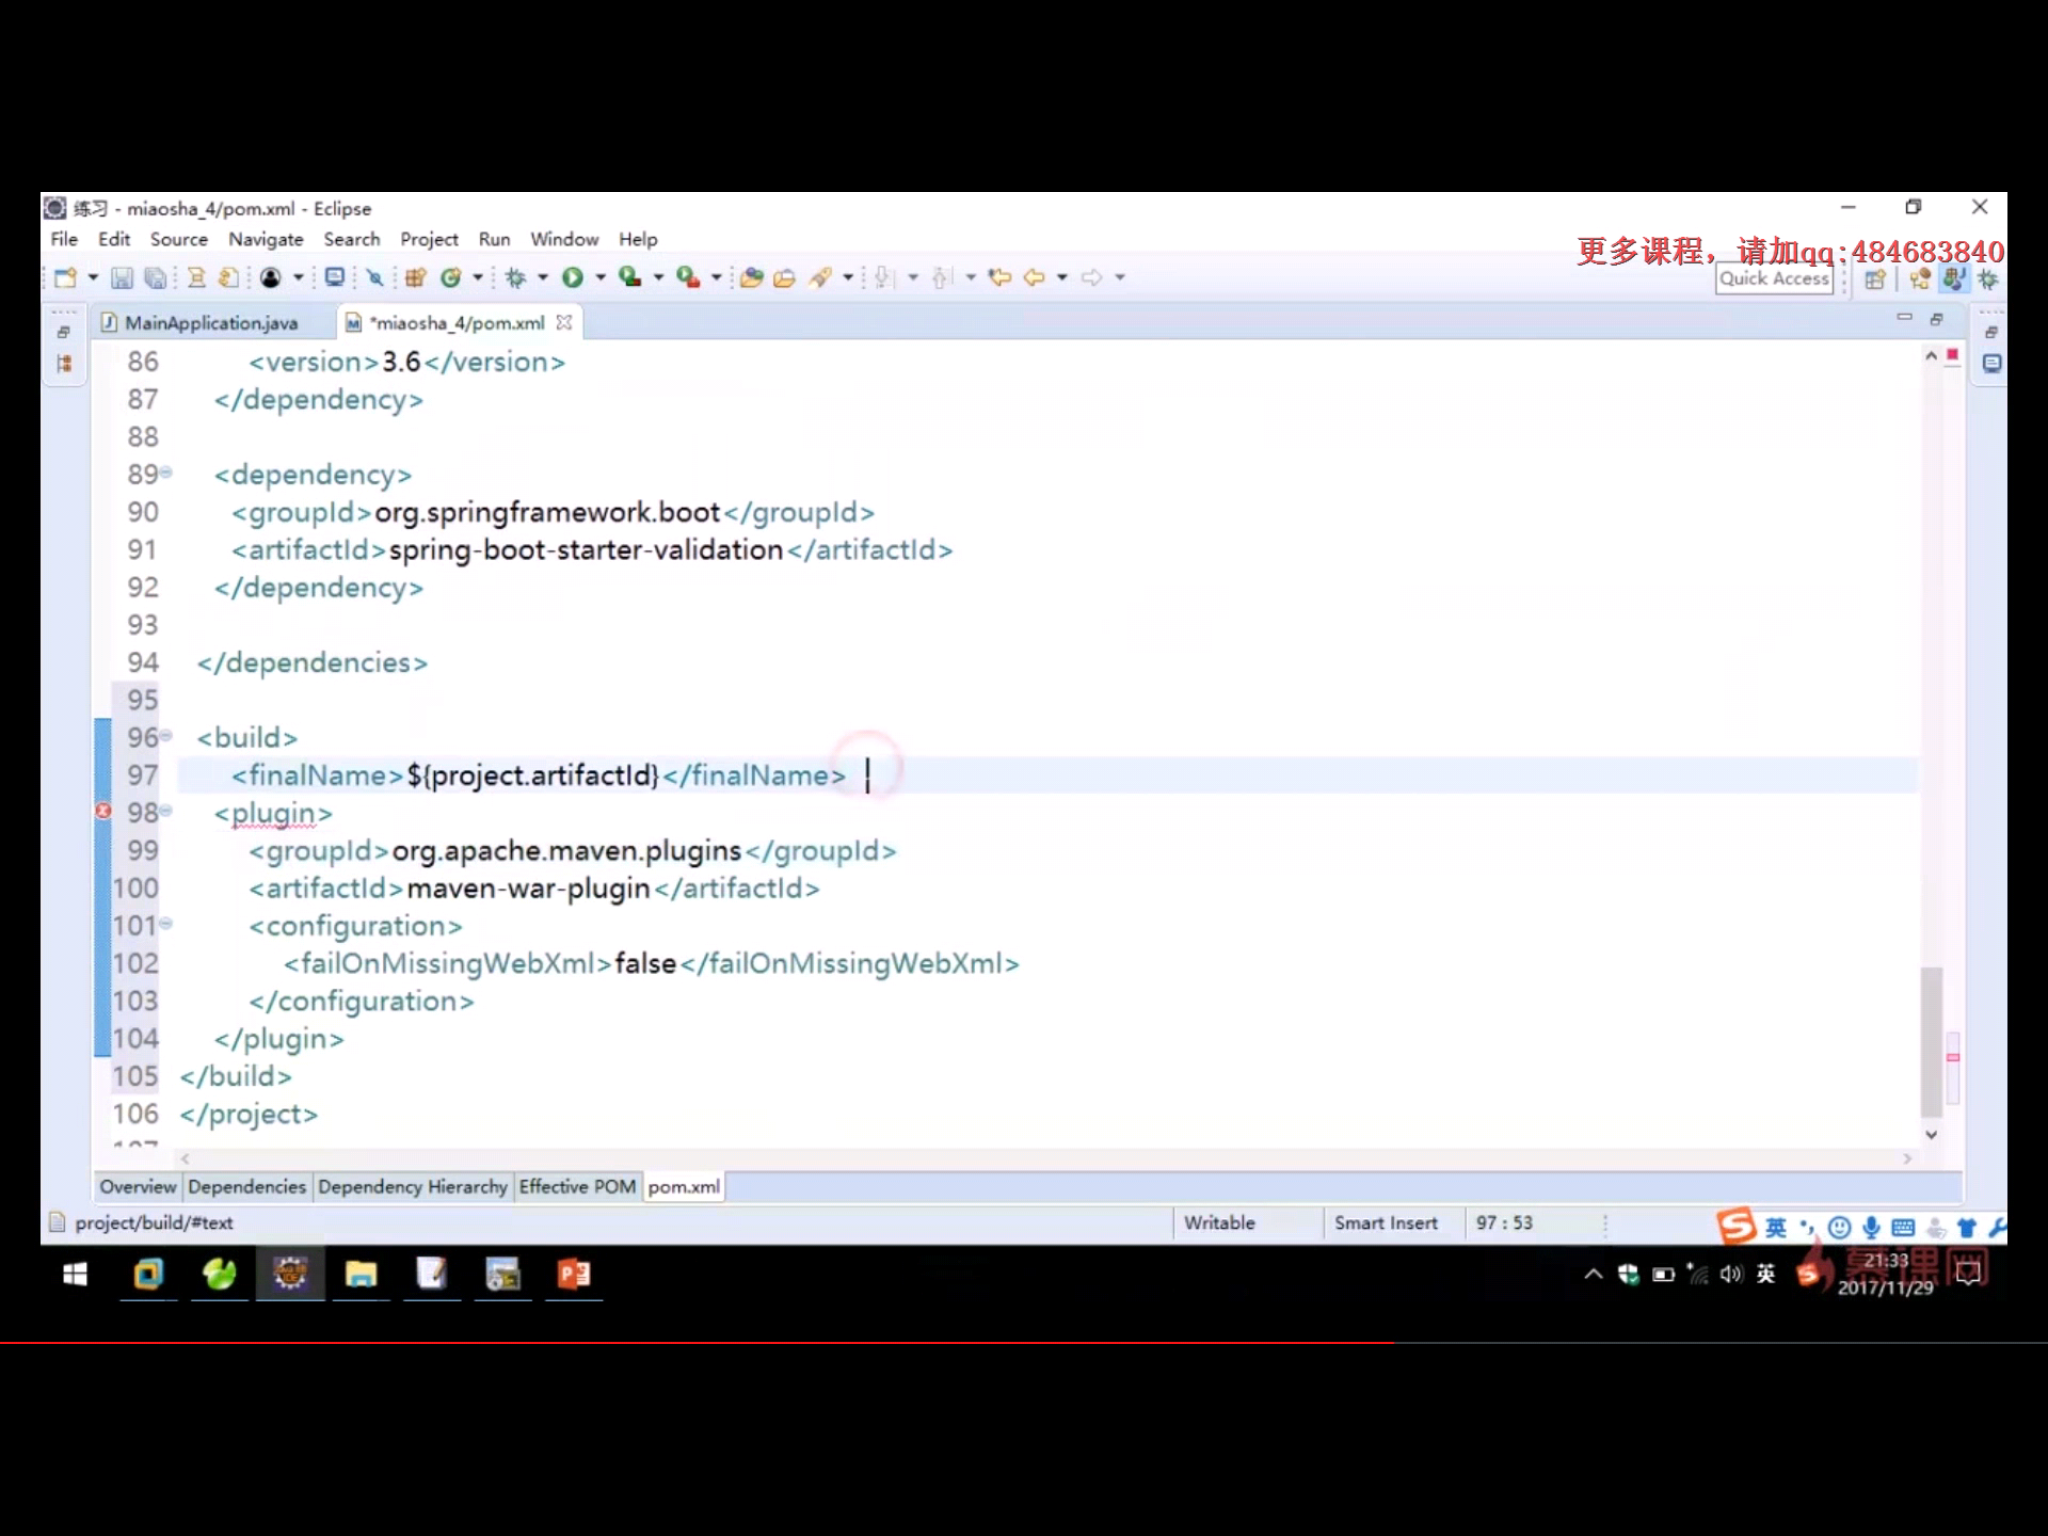 练习 - miaosha_4/pom.xml - Eclipse
File Edit Source Navigate Search Project Run Window Help
更多课程，请加qq:484683840
Quick Access
MainApplication.java *miaosha_4/pom.xml
86 <version>3.6</version>
87 </dependency>
88
89 <dependency>
90 <groupId>org.springframework.boot</groupId>
91 <artifactId>spring-boot-starter-validation</artifactId>
92 </dependency>
93
94 </dependencies>
95
96 <build>
97 <finalName>${project.artifactId}</finalName>
98 <plugin>
99 <groupId>org.apache.maven.plugins</groupId>
100 <artifactId>maven-war-plugin</artifactId>
101 <configuration>
102 <failOnMissingWebXml>false</failOnMissingWebXml>
103 </configuration>
104 </plugin>
105 </build>
106 </project>
Overview Dependencies Dependency Hierarchy Effective POM pom.xml
project/build/#text Writable Smart Insert 97 : 53
英
英 21:33
慕课网
2017/11/29